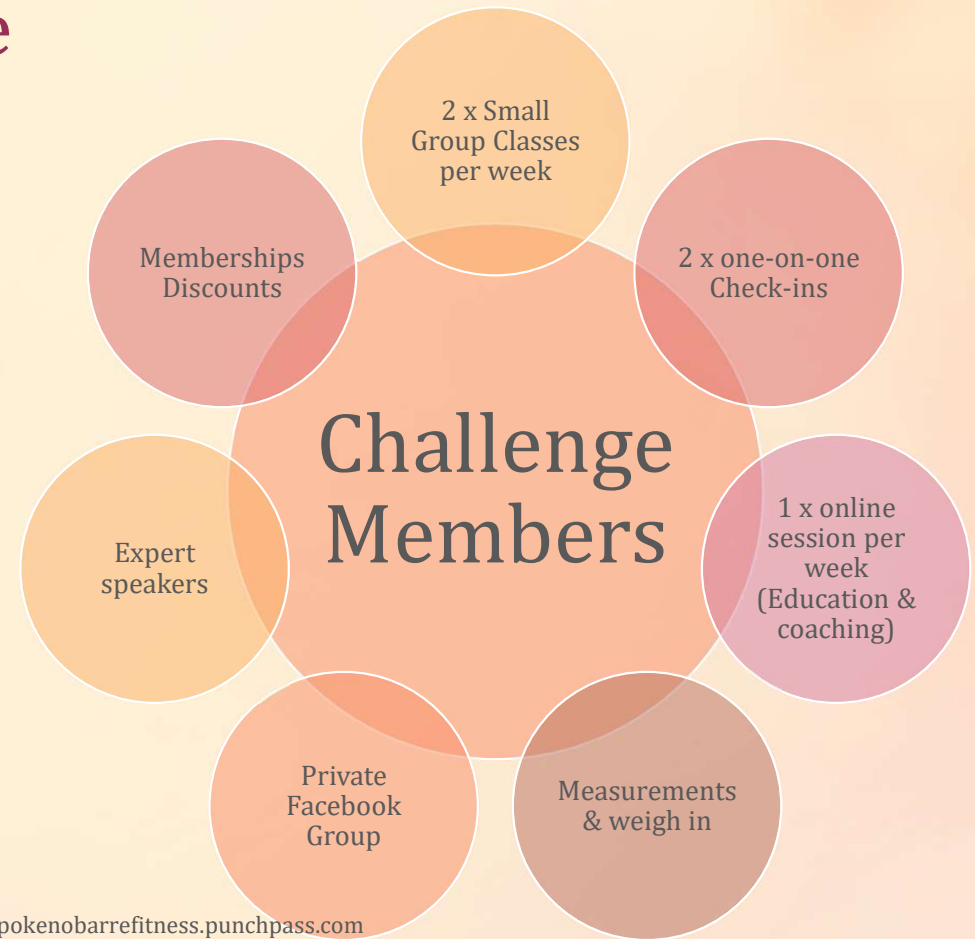 e
2 x Small
Group Classes
per week
2 x one-on-one
Check-ins
1 x online
session per
week
(Education &
coaching)
Measurements
& weigh in
Private
Facebook
Group
Expert
speakers
Memberships
Discounts
Challenge
Members
pokenobarrefitness.punchpass.com